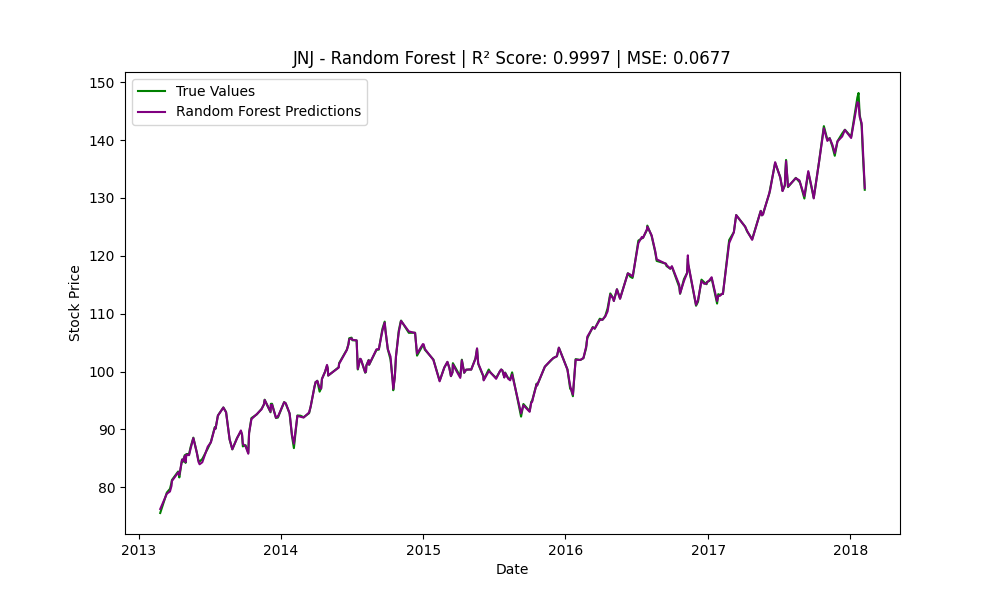 JNJ - Random Forest | R² Score: 0.9997 | MSE: 0.0677
True Values
Random Forest Predictions
150
140
130
120
110
100
90
80
Stock Price
2013 2014 2015 2016 2017 2018
Date